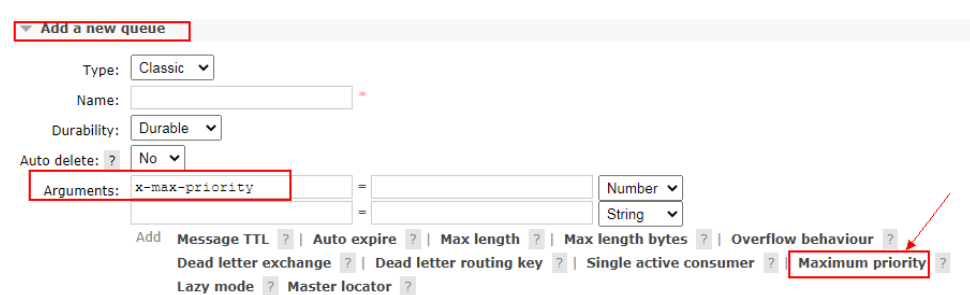 Add a new queue
Type: Classic
Name: *
Durability: Durable
Auto delete: ? No
Arguments: x-max-priority = Number
= String
Add Message TTL ? | Auto expire ? | Max length ? | Max length bytes ? | Overflow behaviour ?
Dead letter exchange ? | Dead letter routing key ? | Single active consumer ? | Maximum priority ?
Lazy mode ? Master locator ?